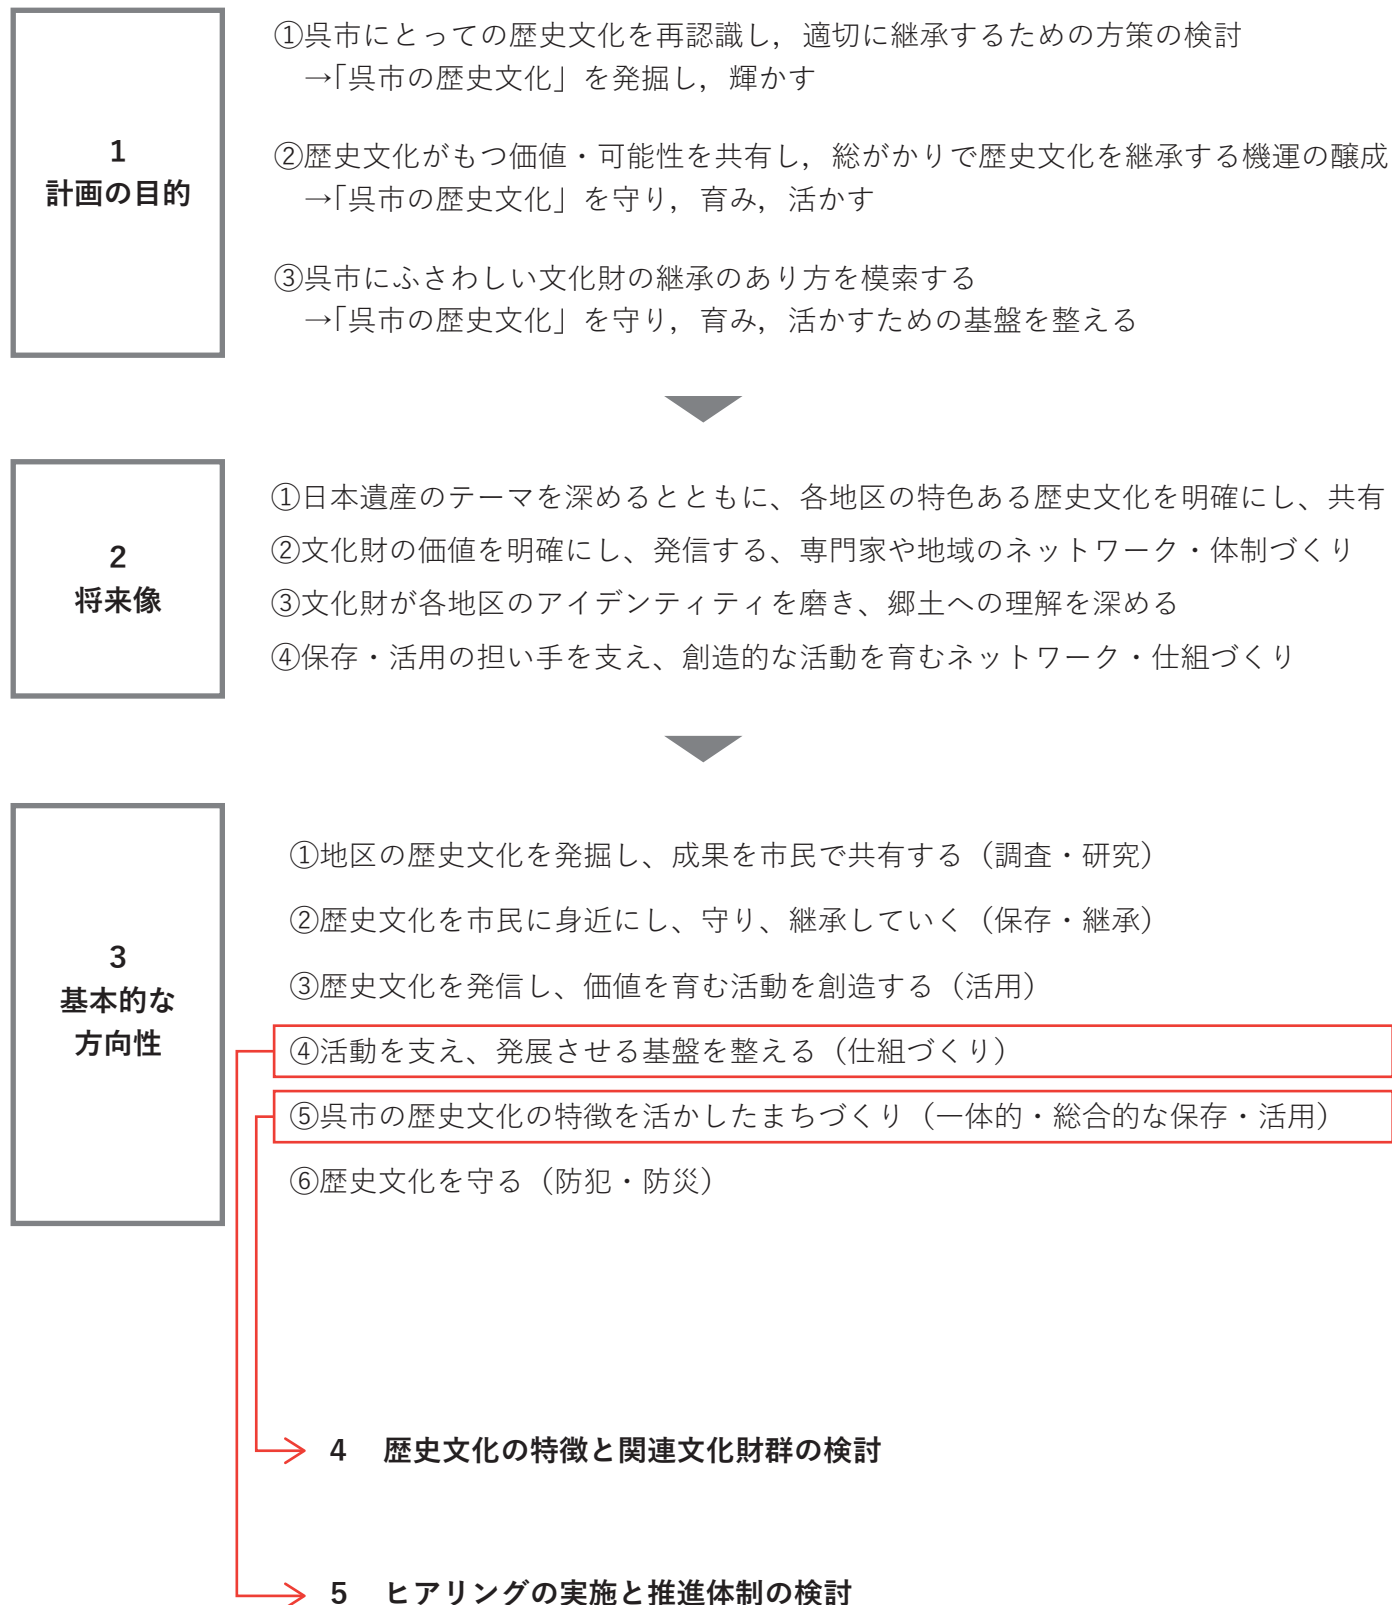 1
計画の目的
①呉市にとっての歴史文化を再認識し，適切に継承するための方策の検討
→「呉市の歴史文化」を発掘し，輝かす
②歴史文化がもつ価値・可能性を共有し，総がかりで歴史文化を継承する機運の醸成
→「呉市の歴史文化」を守り，育み，活かす
③呉市にふさわしい文化財の継承のあり方を模索する
→「呉市の歴史文化」を守り，育み，活かすための基盤を整える
2
将来像
①日本遺産のテーマを深めるとともに、各地区の特色ある歴史文化を明確にし、共有
②文化財の価値を明確にし、発信する、専門家や地域のネットワーク・体制づくり
③文化財が各地区のアイデンティティを磨き、郷土への理解を深める
④保存・活用の担い手を支え、創造的な活動を育むネットワーク・仕組づくり
3
基本的な
方向性
①地区の歴史文化を発掘し、成果を市民で共有する（調査・研究）
②歴史文化を市民に身近にし、守り、継承していく（保存・継承）
③歴史文化を発信し、価値を育む活動を創造する（活用）
④活動を支え、発展させる基盤を整える（仕組づくり）
⑤呉市の歴史文化の特徴を活かしたまちづくり（一体的・総合的な保存・活用）
⑥歴史文化を守る（防犯・防災）
4　歴史文化の特徴と関連文化財群の検討
5　ヒアリングの実施と推進体制の検討